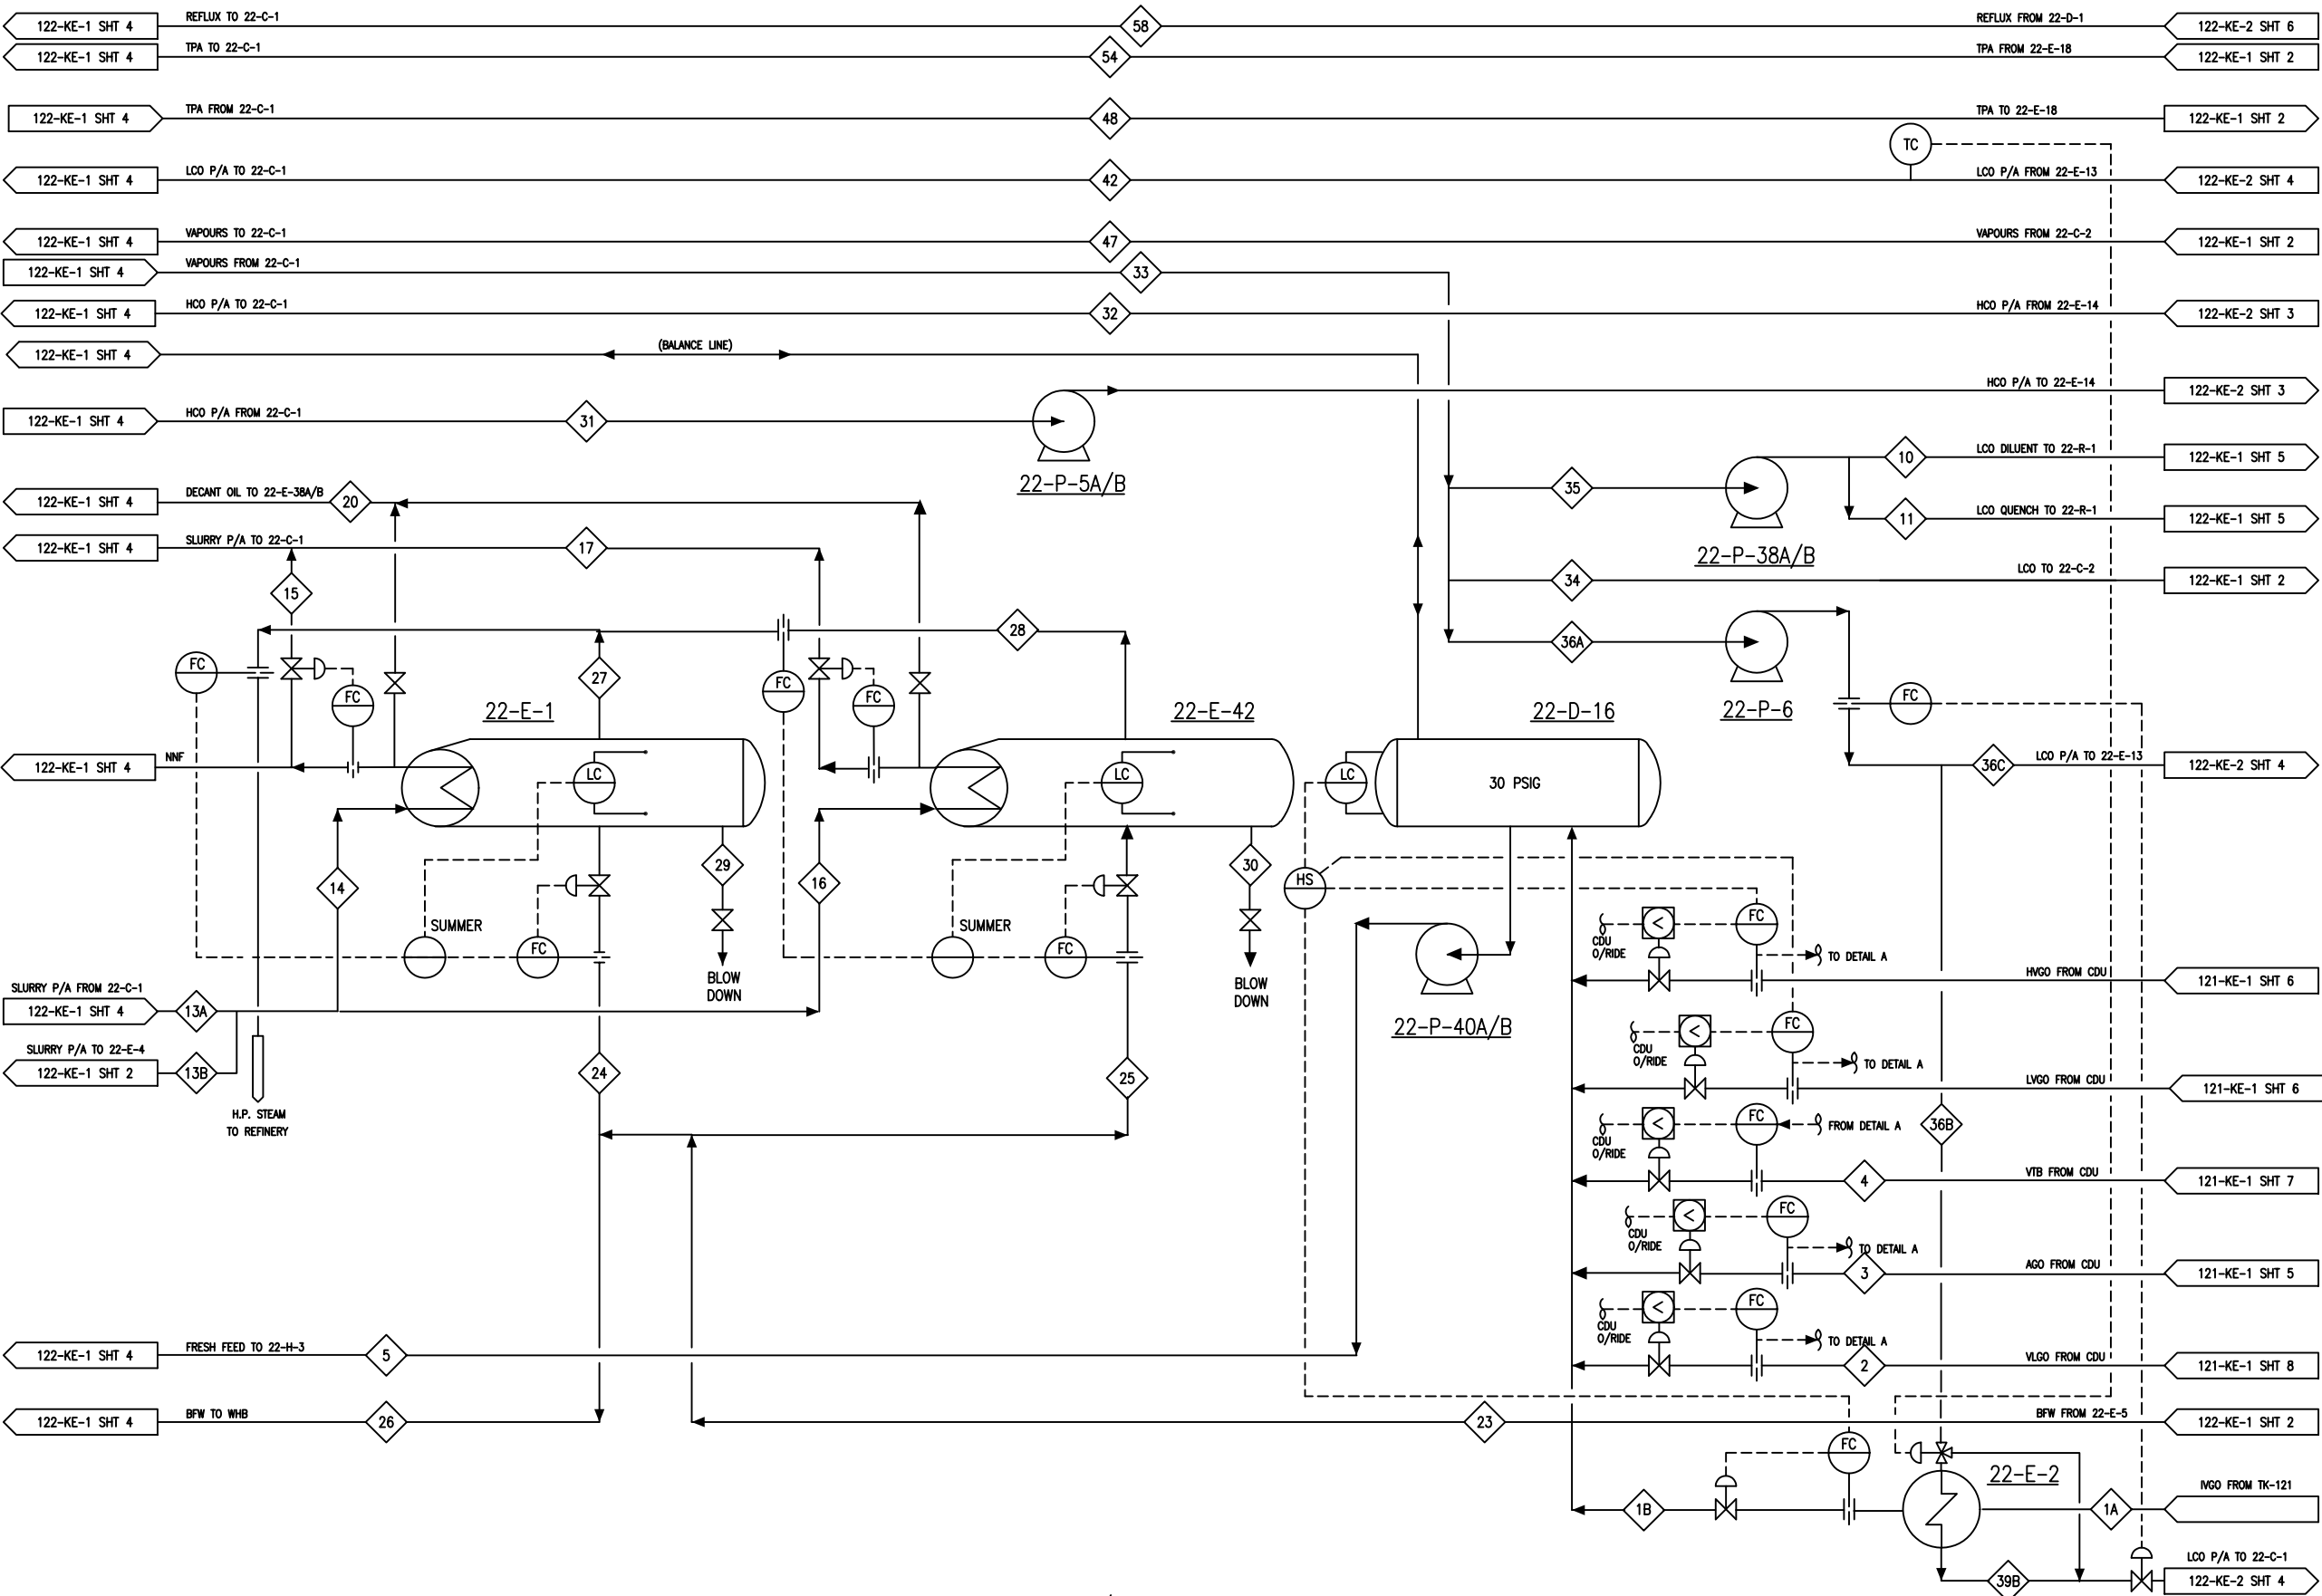 REFLUX TO 22-C-1
REFLUX FROM 22-D-1
122-KE-1 SHT 4
58
122-KE-2 SHT 6
TPA TO 22-C-1
TPA FROM 22-E-18
122-KE-1 SHT 4
54
122-KE-1 SHT 2
TPA FROM 22-C-1
TPA TO 22-E-18
122-KE-1 SHT 4
48
122-KE-1 SHT 2
TC
LCO P/A TO 22-C-1
LCO P/A FROM 22-E-13
122-KE-1 SHT 4
42
122-KE-2 SHT 4
VAPOURS TO 22-C-1
VAPOURS FROM 22-C-2
122-KE-1 SHT 4
47
122-KE-1 SHT 2
VAPOURS FROM 22-C-1
122-KE-1 SHT 4
33
HCO P/A TO 22-C-1
HCO P/A FROM 22-E-14
122-KE-1 SHT 4
32
122-KE-2 SHT 3
(BALANCE LINE)
122-KE-1 SHT 4
HCO P/A TO 22-E-14
122-KE-2 SHT 3
HCO P/A FROM 22-C-1
122-KE-1 SHT 4
31
22-P-5A/B
10
LCO DILUENT TO 22-R-1
122-KE-1 SHT 5
DECANT OIL TO 22-E-38A/B
122-KE-1 SHT 4
20
35
11
LCO QUENCH TO 22-R-1
122-KE-1 SHT 5
SLURRY P/A TO 22-C-1
122-KE-1 SHT 4
17
22-P-38A/B
15
34
LCO TO 22-C-2
122-KE-1 SHT 2
28
36A
FC
27
FC
FC
FC
FC
22-E-1
22-E-42
22-D-16
22-P-6
NNF
122-KE-1 SHT 4
LC
LC
LC
30 PSIG
36C
LCO P/A TO 22-E-13
122-KE-2 SHT 4
14
29
16
30
HS
SUMMER
SUMMER
FC
FC
BLOW
DOWN
BLOW
DOWN
<
FC
CDU
O/RIDE
TO DETAIL A
HVGO FROM CDU
121-KE-1 SHT 6
SLURRY P/A FROM 22-C-1
122-KE-1 SHT 4
13A
22-P-40A/B
<
FC
CDU
O/RIDE
TO DETAIL A
SLURRY P/A TO 22-E-4
122-KE-1 SHT 2
13B
24
25
LVGO FROM CDU
121-KE-1 SHT 6
H.P. STEAM
TO REFINERY
<
FC
FROM DETAIL A
CDU
O/RIDE
36B
4
VTB FROM CDU
121-KE-1 SHT 7
<
FC
CDU
O/RIDE
TO DETAIL A
3
AGO FROM CDU
121-KE-1 SHT 5
<
FC
CDU
O/RIDE
TO DETAIL A
FRESH FEED TO 22-H-3
122-KE-1 SHT 4
5
2
VLGO FROM CDU
121-KE-1 SHT 8
BFW TO WHB
122-KE-1 SHT 4
26
23
BFW FROM 22-E-5
122-KE-1 SHT 2
FC
22-E-2
IVGO FROM TK-121
1B
1A
LCO P/A TO 22-C-1
39B
122-KE-2 SHT 4